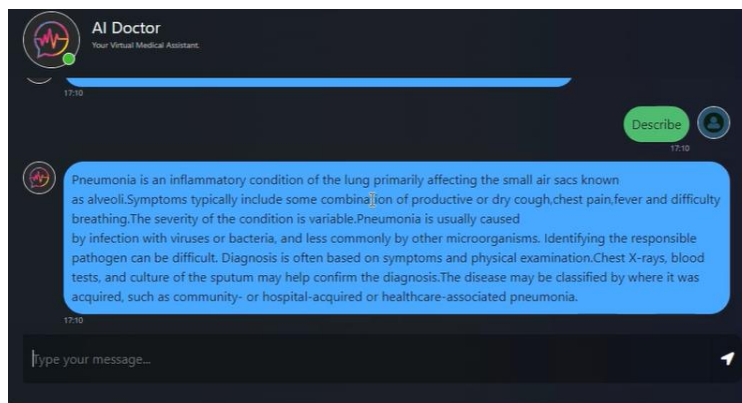 AI Doctor
Your Virtual Medical Assistant.
17:10
Describe
17:10
Pneumonia is an inflammatory condition of the lung primarily affecting the small air sacs known
as alveoli.Symptoms typically include some combination of productive or dry cough,chest pain,fever and difficulty
breathing.The severity of the condition is variable.Pneumonia is usually caused
by infection with viruses or bacteria, and less commonly by other microorganisms. Identifying the responsible
pathogen can be difficult. Diagnosis is often based on symptoms and physical examination.Chest X-rays, blood
tests, and culture of the sputum may help confirm the diagnosis.The disease may be classified by where it was
acquired, such as community- or hospital-acquired or healthcare-associated pneumonia.
17:10
Type your message...